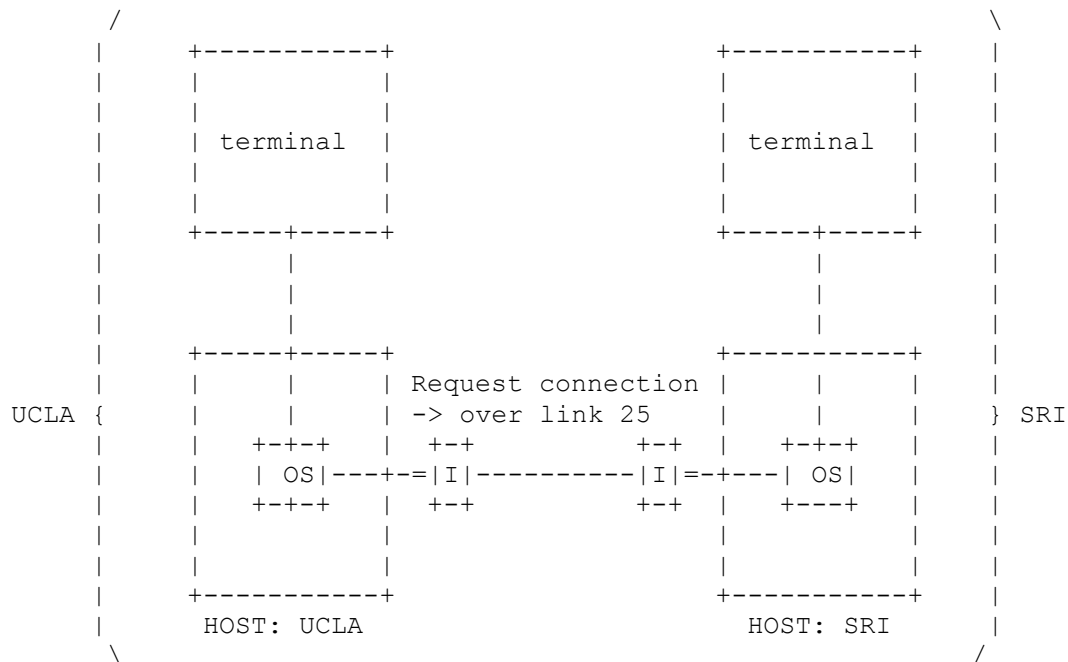 terminal terminal
Request connection
UCLA { -> over link 25 } SRI
OS I I OS
HOST: UCLA HOST: SRI